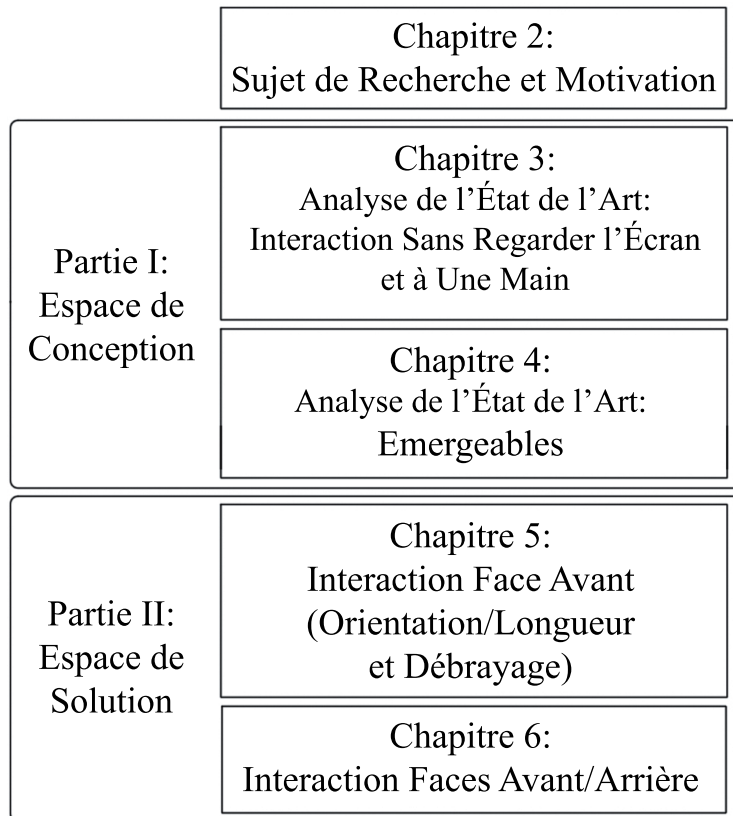 Chapitre 2:
Sujet de Recherche et Motivation
Partie I:
Espace de
Conception
Chapitre 3:
Analyse de l’État de l’Art:
Interaction Sans Regarder l’Écran
et à Une Main
Chapitre 4:
Analyse de l’État de l’Art:
Emergeables
Partie II:
Espace de
Solution
Chapitre 5:
Interaction Face Avant
(Orientation/Longueur
et Débrayage)
Chapitre 6:
Interaction Faces Avant/Arrière